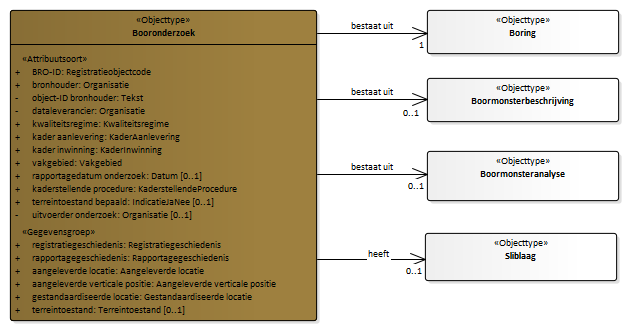 «Objecttype»
Booronderzoek
«Attribuutsoort»
+ BRO-ID: Registratieobjectcode
+ bronhouder: Organisatie
- object-ID bronhouder: Tekst
- dataleverancier: Organisatie
+ kwaliteitsregime: Kwaliteitsregime
+ kader aanlevering: KaderAanlevering
+ kader inwinning: KaderInwinning
+ vakgebied: Vakgebied
+ rapportagedatum onderzoek: Datum [0..1]
+ kaderstellende procedure: KaderstellendeProcedure
+ terreintoestand bepaald: IndicatieJaNee [0..1]
- uitvoerder onderzoek: Organisatie [0..1]
«Gegevensgroep»
+ registratiegeschiedenis: Registratiegeschiedenis
+ rapportagegeschiedenis: Rapportagegeschiedenis
+ aangeleverde locatie: Aangeleverde locatie
+ aangeleverde verticale positie: Aangeleverde verticale positie
+ gestandaardiseerde locatie: Gestandaardiseerde locatie
+ terreintoestand: Terreintoestand [0..1]
bestaat uit
1
«Objecttype»
Boring
bestaat uit
0..1
«Objecttype»
Boormonsterbeschrijving
bestaat uit
0..1
«Objecttype»
Boormonsteranalyse
heeft
0..1
«Objecttype»
Sliblaag